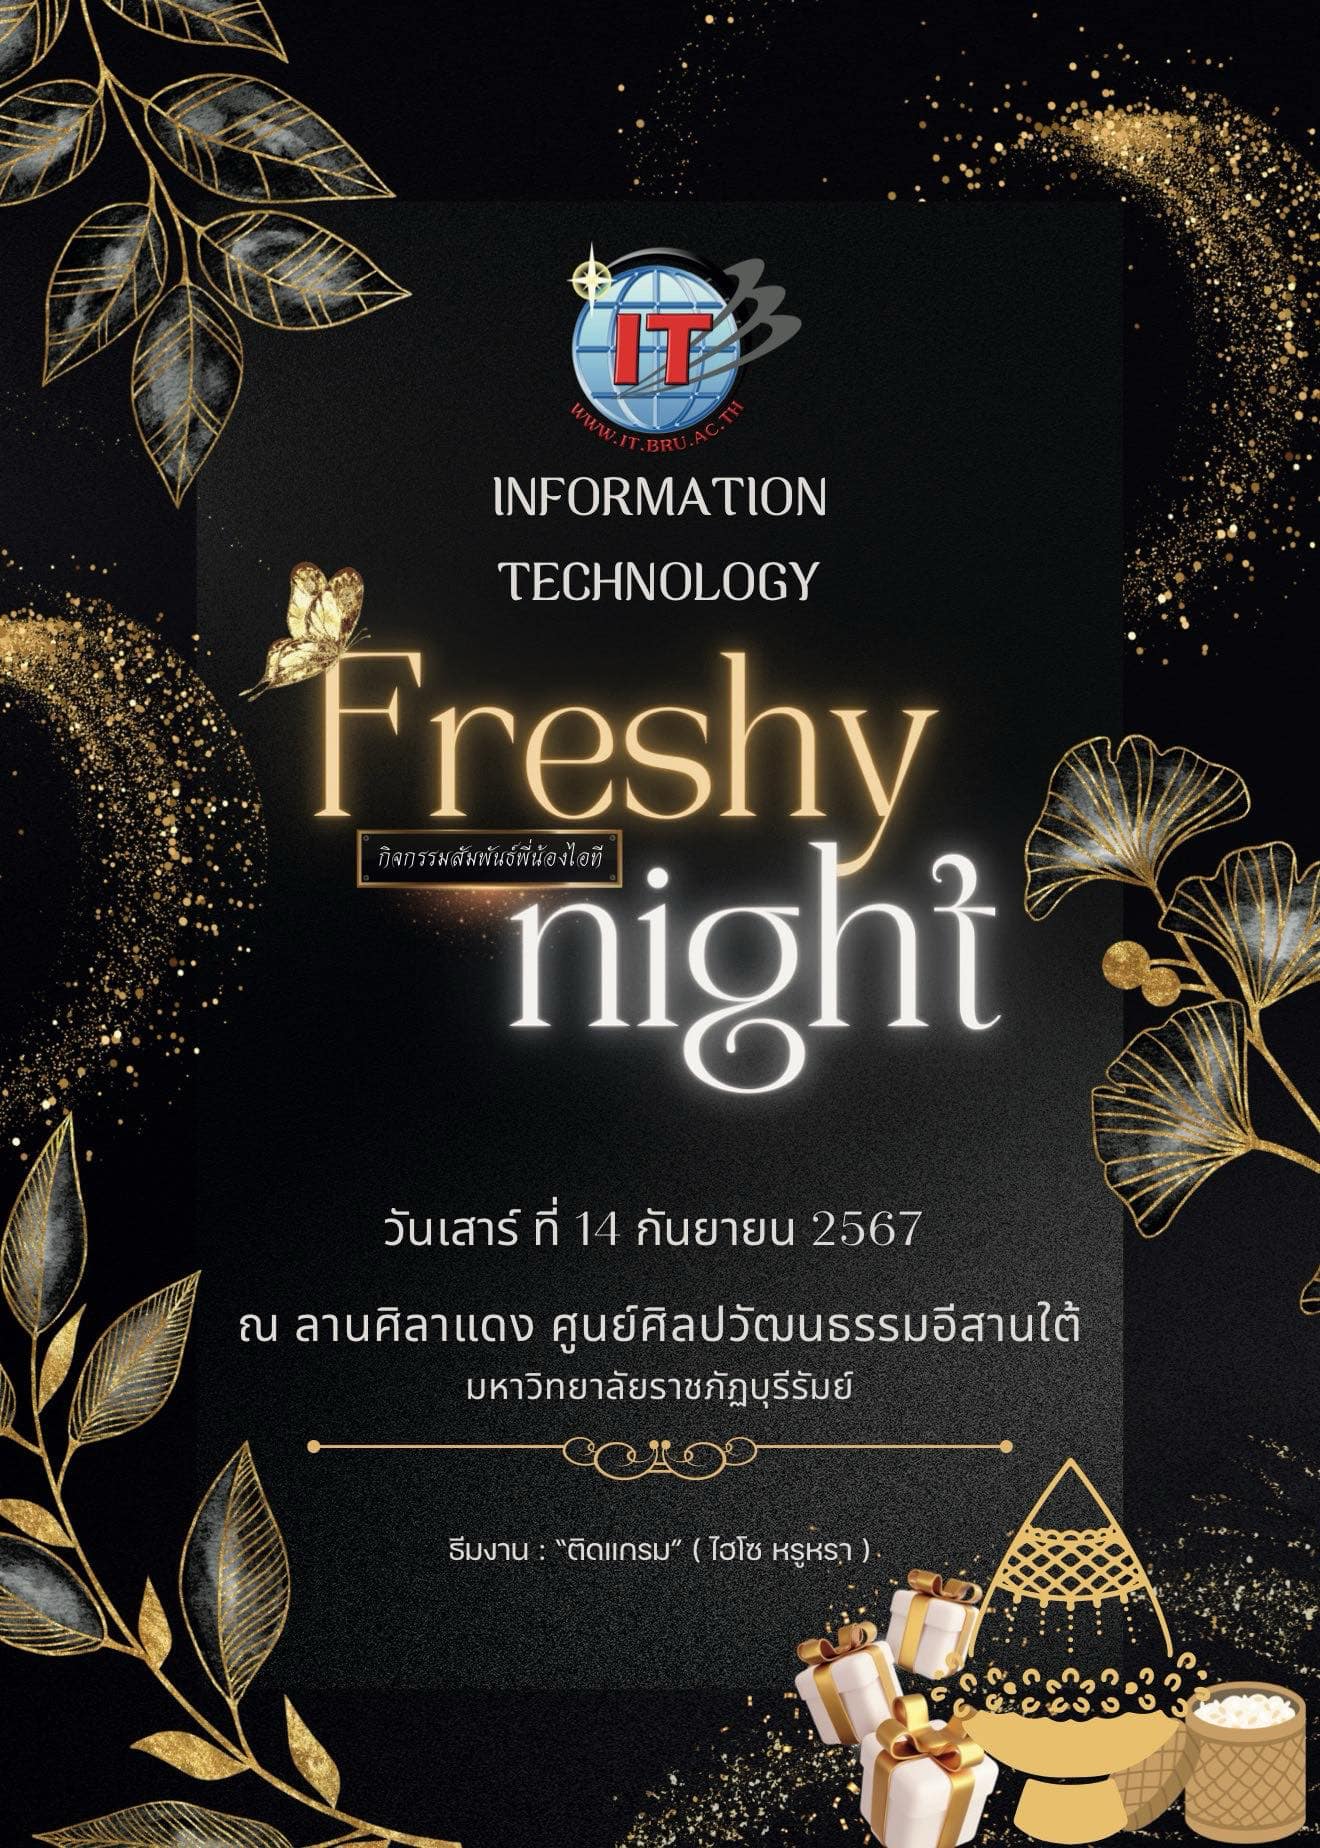 IT
WWW.IT.BRU.AC.TH
INFORMATION
TECHNOLOGY
Freshy
กิจกรรมสัมพันธ์พี่น้องไอที
night
วันเสาร์ ที่ 14 กันยายน 2567
ณ ลานศิลาแดง ศูนย์ศิลปวัฒนธรรมอีสานใต้
มหาวิทยาลัยราชภัฏบุรีรัมย์
ธีมงาน : “ติดแกรม” ( ไฮโซ หรูหรา )